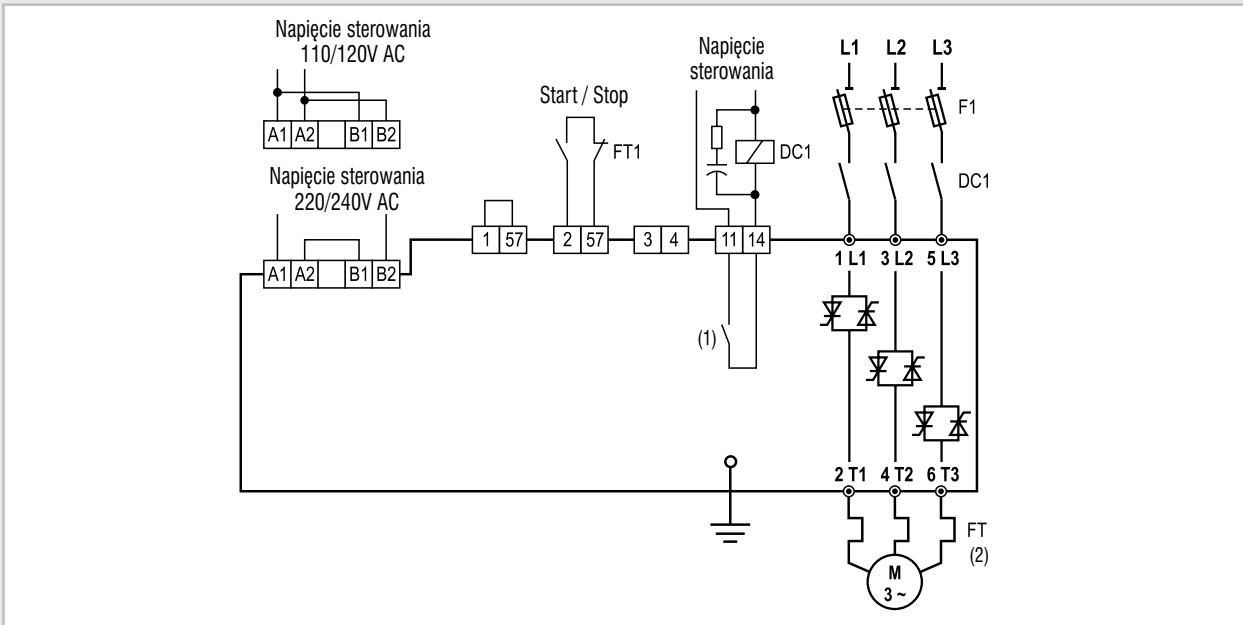 Napięcie sterowania
110/120V AC
A1 A2 B1 B2
Napięcie sterowania
220/240V AC
A1 A2 B1 B2
1 57
Start / Stop
FT1
2 57
3 4
Napięcie
sterowania
DC1
11 14
(1)
L1 L2 L3
F1
DC1
1 L1 3 L2 5 L3
2 T1 4 T2 6 T3
FT
(2)
M
3 ~